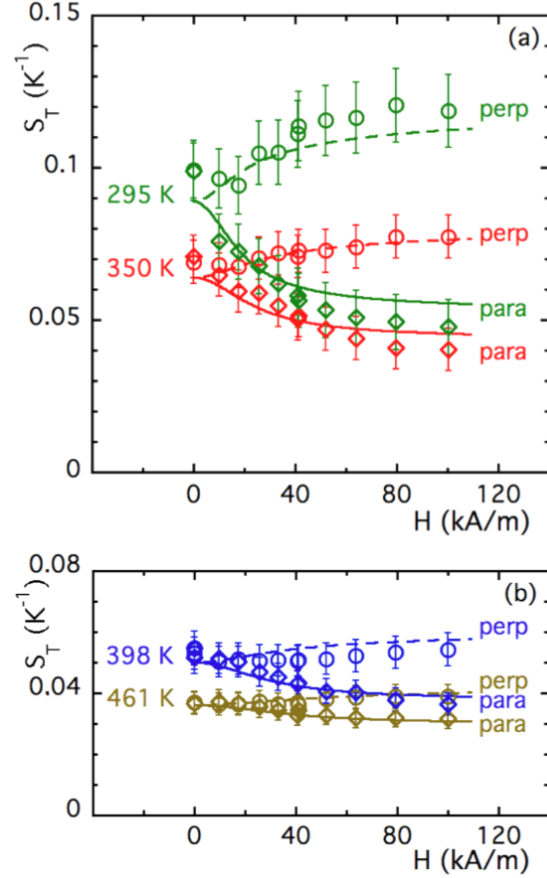 0.15
(a)
S_T (K⁻¹)
perp
0.1
295 K
perp
350 K
0.05
para
para
0
0 40 80 120
H (kA/m)
0.08
(b)
S_T (K⁻¹)
perp
398 K
perp
0.04
461 K
para
para
0
0 40 80 120
H (kA/m)